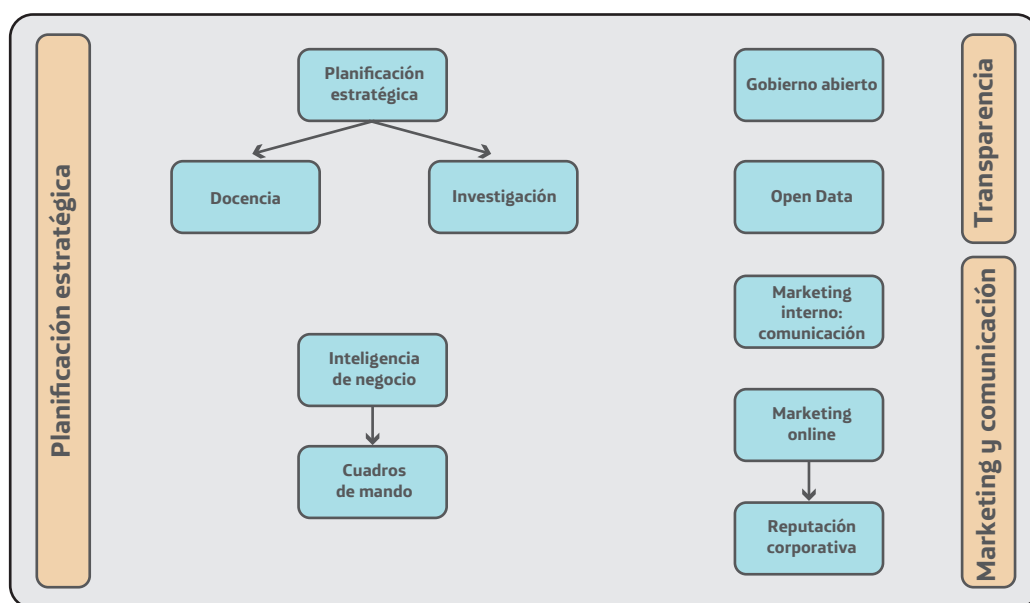 Planificación estratégica
Planificación
estratégica
Docencia
Investigación
Inteligencia
de negocio
Cuadros
de mando
Gobierno abierto
Open Data
Marketing
interno:
comunicación
Marketing
online
Reputación
corporativa
Transparencia
Marketing y comunicación